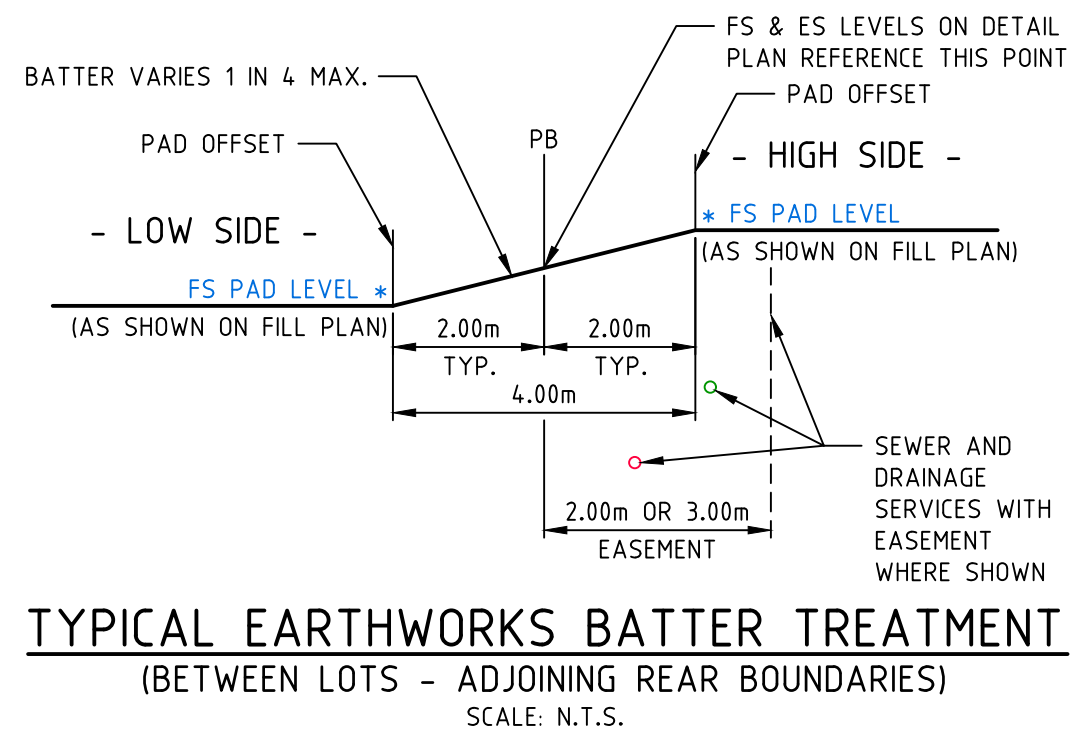 FS & ES LEVELS ON DETAIL
PLAN REFERENCE THIS POINT
BATTER VARIES 1 IN 4 MAX.
PAD OFFSET
PAD OFFSET
PB
- HIGH SIDE -
- LOW SIDE -
* FS PAD LEVEL
(AS SHOWN ON FILL PLAN)
FS PAD LEVEL *
(AS SHOWN ON FILL PLAN)
2.00m
TYP.
2.00m
TYP.
4.00m
SEWER AND
DRAINAGE
SERVICES WITH
EASEMENT
WHERE SHOWN
2.00m OR 3.00m
EASEMENT
TYPICAL EARTHWORKS BATTER TREATMENT
(BETWEEN LOTS - ADJOINING REAR BOUNDARIES)
SCALE: N.T.S.